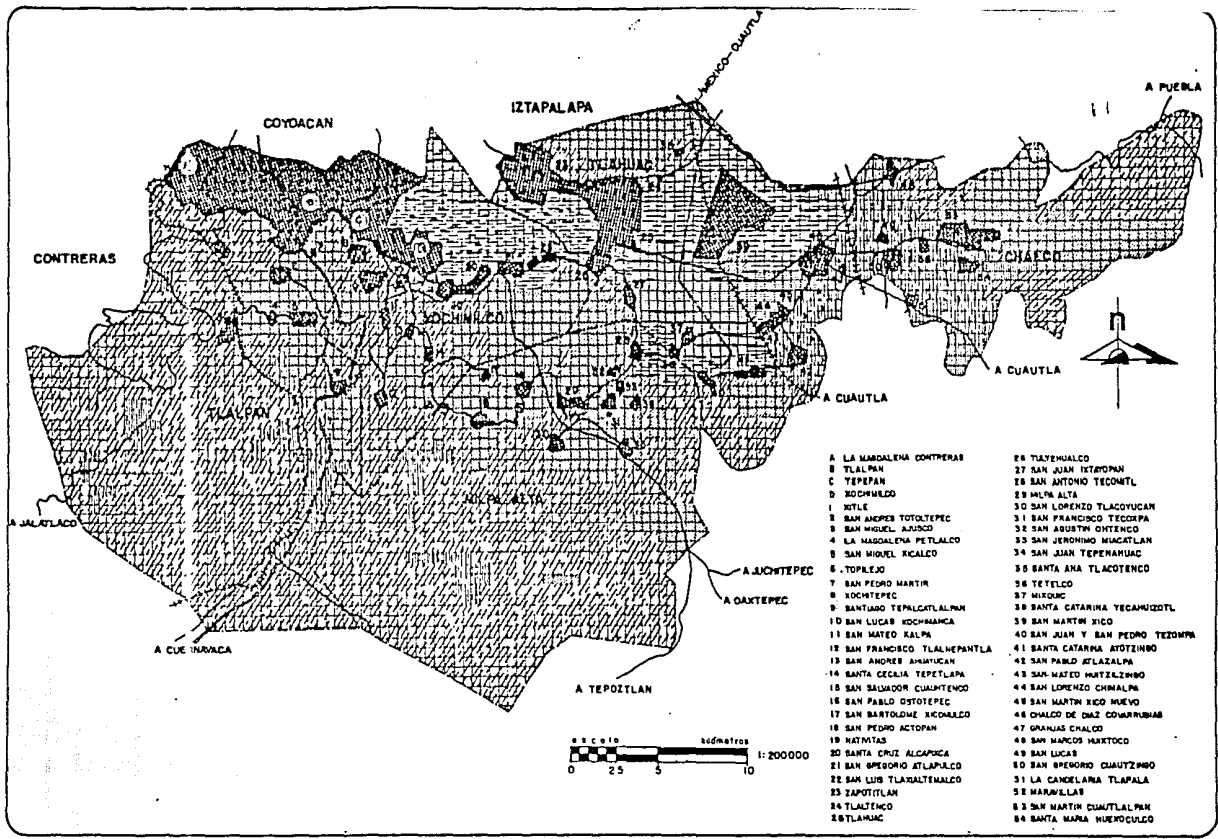 MEXICO-CUAUTLA
A PUEBLA
IZTAPALAPA
COYOACAN
TLAHUAC
CONTRERAS
CHALCO
XOCHIMILCO
n
A CUAUTLA
A CUAUTLA
TLALPAN
MILPA ALTA
A JALATLACO
A JUCHITEPEC
A OAXTEPEC
A CUERNAVACA
A TEPOZTLAN
escala kilometros
1:200000
0 2.5 5 10
A LA MAGDALENA CONTRERAS
B TLALPAN
C TEPEPAN
D XOCHIMILCO
1 XITLE
2 SAN ANDRES TOTOLTEPEC
3 SAN MIGUEL AJUSCO
4 LA MAGDALENA PETLALCO
5 SAN MIGUEL XICALCO
6 TOPILEJO
7 SAN PEDRO MARTIR
8 XOCHITEPEC
9 SANTIAGO TEPALCATLALPAN
10 SAN LUCAS XOCHIMANCA
11 SAN MATEO XALPA
12 SAN FRANCISCO TLALNEPANTLA
13 SAN ANDRES AHUAYUCAN
14 SANTA CECILIA TEPETLAPA
15 SAN SALVADOR CUAUHTENCO
16 SAN PABLO OSTOTEPEC
17 SAN BARTOLOME XICOMULCO
18 SAN PEDRO ACTOPAN
19 NATIVITAS
20 SANTA CRUZ ALCAPIXCA
21 SAN GREGORIO ATLAPULCO
22 SAN LUIS TLAXIALTEMALCO
23 ZAPOTITLAN
24 TLALTENCO
25 TLAHUAC
26 TULYEHUALCO
27 SAN JUAN IXTAYOPAN
28 SAN ANTONIO TECOMITL
29 MILPA ALTA
30 SAN LORENZO TLACOYUCAN
31 SAN FRANCISCO TECOXPA
32 SAN AGUSTIN OHTENCO
33 SAN JERONIMO MIACATLAN
34 SAN JUAN TEPENAHUAC
35 SANTA ANA TLACOTENCO
36 TETELCO
37 MIXQUIC
38 SANTA CATARINA YECAHUIZOTL
39 SAN MARTIN XICO
40 SAN JUAN Y SAN PEDRO TEZOMPA
41 SANTA CATARINA AYOTZINGO
42 SAN PABLO ATLAZALPA
43 SAN MATEO HUITZILZINGO
44 SAN LORENZO CHIMALPA
45 SAN MARTIN XICO NUEVO
46 CHALCO DE DIAZ COVARRUBIAS
47 GRANJAS CHALCO
48 SAN MARCOS HUIXTOCO
49 SAN LUCAS
50 SAN GREGORIO CUAUTZINGO
51 LA CANDELARIA TLAPALA
52 MARAVILLAS
53 SAN MARTIN CUAUTLALPAN
54 SANTA MARIA HUEXOCULCO